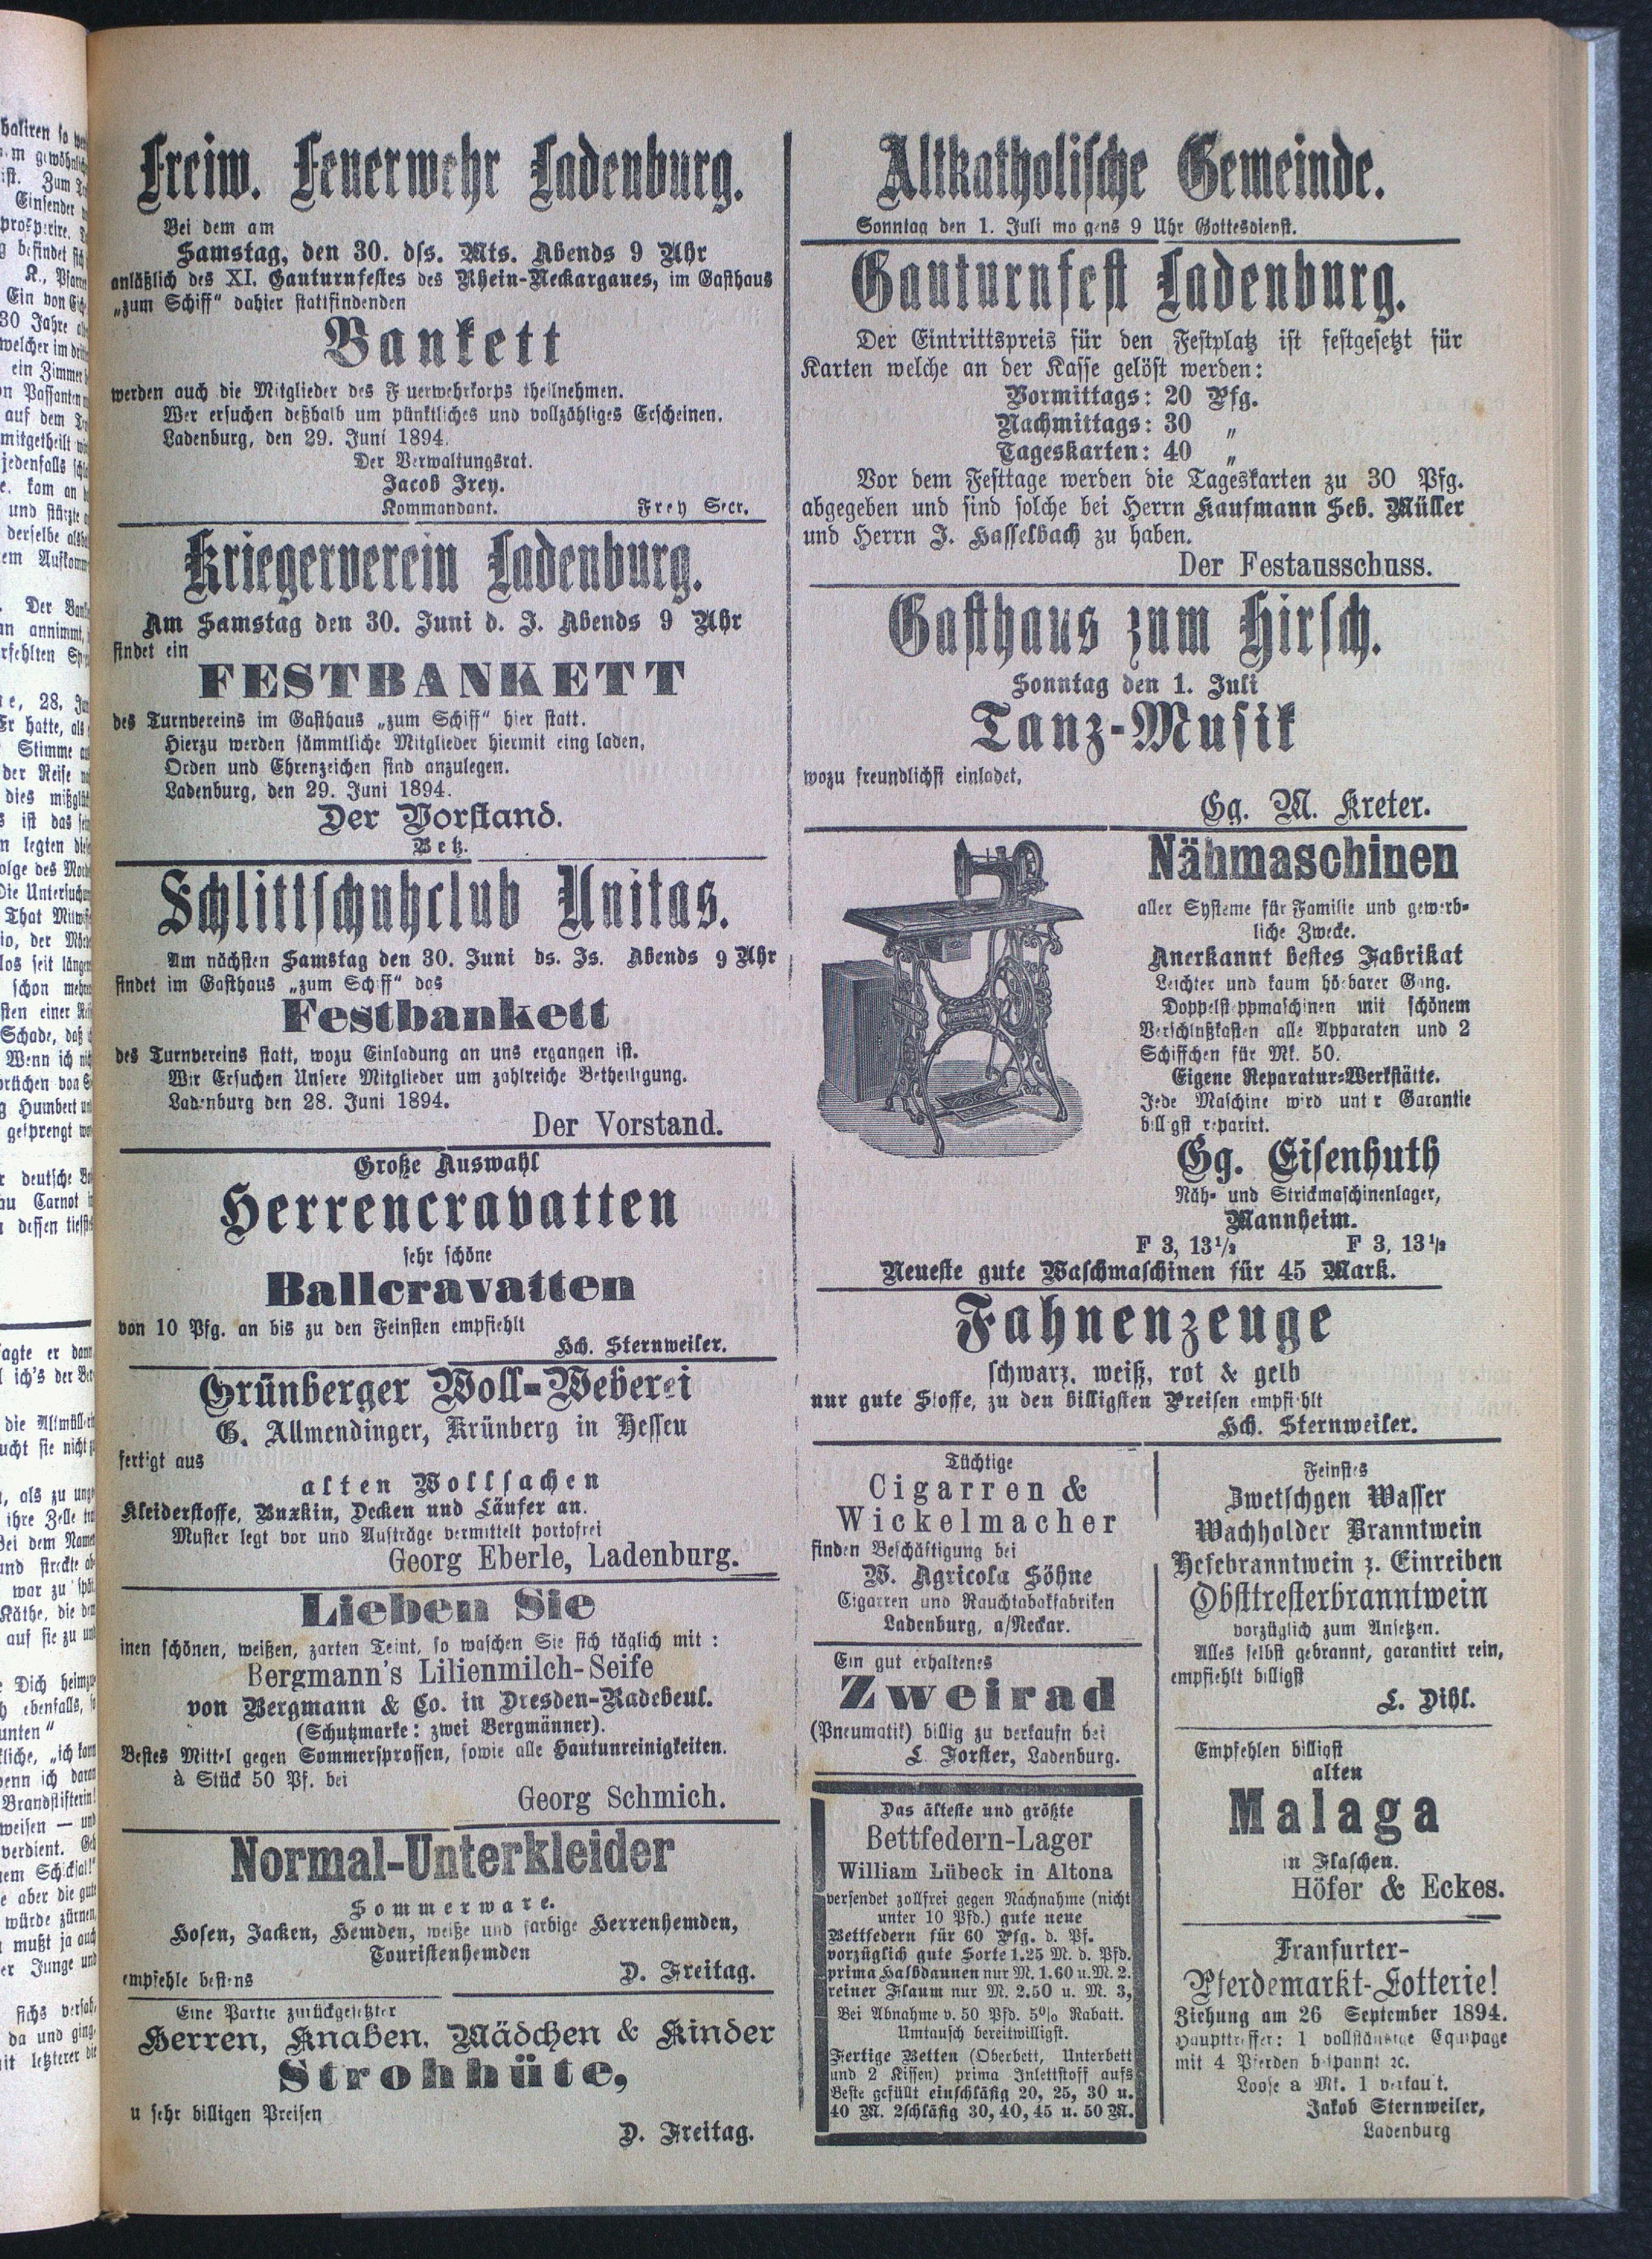 Freiw. Feuerwehr Ladenburg.
Bei dem am
Samstag, den 30. dss. Mts. Abends 9 Uhr
anläßlich des XI. Gauturnfestes des Rhein-Neckargaues, im Gasthaus
„zum Schiff“ dahier stattfindenden
Bankett
werden auch die Mitglieder des F uerwehrkorps theilnehmen.
Wer ersuchen deßhalb um pünktliches und vollzähliges Erscheinen.
Ladenburg, den 29. Juni 1894.
Der Verwaltungsrat.
Jacob Frey.
Kommandant. Frey Secr.
Kriegerverein Ladenburg.
Am Samstag den 30. Juni d. J. Abends 9 Uhr
findet ein
FESTBANKETT
des Turnvereins im Gasthaus „zum Schiff“ hier statt.
Hierzu werden sämmtliche Mitglieder hiermit eing laden,
Orden und Ehrenzeichen sind anzulegen.
Ladenburg, den 29. Juni 1894.
Der Vorstand.
Betz.
Schlittschuhclub Unitas.
Am nächsten Samstag den 30. Juni ds. Js. Abends 9 Uhr
findet im Gasthaus „zum Schiff“ das
Festbankett
des Turnvereins statt, wozu Einladung an uns ergangen ist.
Wir Ersuchen Unsere Mitglieder um zahlreiche Betheiligung.
Ladenburg den 28. Juni 1894.
Der Vorstand.
Große Auswahl
Herrencravatten
sehr schöne
Ballcravatten
von 10 Pfg. an bis zu den Feinsten empfiehlt
Hch. Sternweiler.
Grünberger Woll-Weberei
G. Allmendinger, Krünberg in Hessen
fertigt aus
alten Wollsachen
Kleiderstoffe, Buxkin, Decken und Läufer an.
Muster legt vor und Austräge vermittelt portofrei
Georg Eberle, Ladenburg.
Lieben Sie
inen schönen, weißen, zarten Teint, so waschen Sie sich täglich mit :
Bergmann's Lilienmilch-Seife
von Bergmann & Co. in Dresden-Radebeul.
(Schutzmarke: zwei Bergmänner).
Bestes Mittel gegen Sommersprossen, sowie alle Hautunreinigkeiten.
à Stück 50 Pf. bei
Georg Schmich.
Normal-Unterkleider
Sommerware.
Hosen, Jacken, Hemden, weiße und farbige Herrenhemden,
Touristenhemden
empfehle bestens D. Freitag.
Eine Partie zurückgesetzter
Herren, Knaben, Mädchen & Kinder
Strohhüte,
u sehr billigen Preisen
D. Freitag.
Altkatholische Gemeinde.
Sonntag den 1. Juli mo gens 9 Uhr Gottesdienst.
Gauturnfest Ladenburg.
Der Eintrittspreis für den Festplatz ist festgesetzt für
Karten welche an der Kasse gelöst werden:
Vormittags: 20 Pfg.
Nachmittags: 30 „
Tageskarten: 40 „
Vor dem Festtage werden die Tageskarten zu 30 Pfg.
abgegeben und sind solche bei Herrn Kaufmann Seb. Müller
und Herrn J. Hasselbach zu haben.
Der Festausschuss.
Gasthaus zum Hirsch.
Sonntag den 1. Juli
Tanz-Musik
wozu freundlichst einladet,
Gg. M. Kreter.
Nähmaschinen
aller Systeme für Familie und gewerb-
liche Zwecke.
Anerkannt bestes Fabrikat
Leichter und kaum hörbarer Gang.
Doppelst ppmaschinen mit schönem
Verschlußkasten alle Apparaten und 2
Schiffchen für Mk. 50.
Eigene Reparatur-Werkstätte.
Jede Maschine wird unt r Garantie
billigst reparirt.
Gg. Eisenhuth
Näh- und Strickmaschinenlager,
Mannheim.
F 3, 13½ F 3, 13½
Neueste gute Waschmaschinen für 45 Mark.
Fahnenzeuge
schwarz, weiß, rot & gelb
nur gute Stoffe, zu den billigsten Preisen empfiehlt
Hch. Sternweiler.
Tüchtige
Cigarren &
Wickelmacher
finden Beschäftigung bei
W. Agricola Söhne
Cigarren und Rauchtabakfabriken
Ladenburg, a/Neckar.
Ein gut erhaltenes
Zweirad
(Pneumatik) billig zu verkaufn bei
L. Forster, Ladenburg.
Das älteste und größte
Bettfedern-Lager
William Lübeck in Altona
versendet zollfrei gegen Nachnahme (nicht
unter 10 Pfd.) gute neue
Bettfedern für 60 Pfg. d. Pf.
vorzüglich gute Sorte 1.25 M. d. Pfd.
prima Halbdaunen nur M. 1.60 u. M. 2.
reiner Flaum nur M. 2.50 u. M. 3,
Bei Abnahme v. 50 Pfd. 5% Rabatt.
Umtausch bereitwilligst.
Fertige Betten (Oberbett, Unterbett
und 2 Kissen) prima Inlettstoff aufs
Beste gefüllt einschläfig 20, 25, 30 u.
40 M. 2schläfig 30, 40, 45 u. 50 M.
Feinstes
Zwetschgen Wasser
Wachholder Branntwein
Hefebranntwein z. Einreiben
Obsttresterbranntwein
vorzüglich zum Ansetzen.
Alles selbst gebrannt, garantirt rein,
empfiehlt billigst
L. Dihl.
Empfehlen billigst
alten
Malaga
in Flaschen.
Höfer & Eckes.
Frankfurter-
Pferdemarkt-Lotterie!
Ziehung am 26 September 1894.
Haupttreffer: 1 vollständige Equipage
mit 4 Pferden bespannt ꝛc.
Loose a Mk. 1 verkau t.
Jakob Sternweiler,
Ladenburg